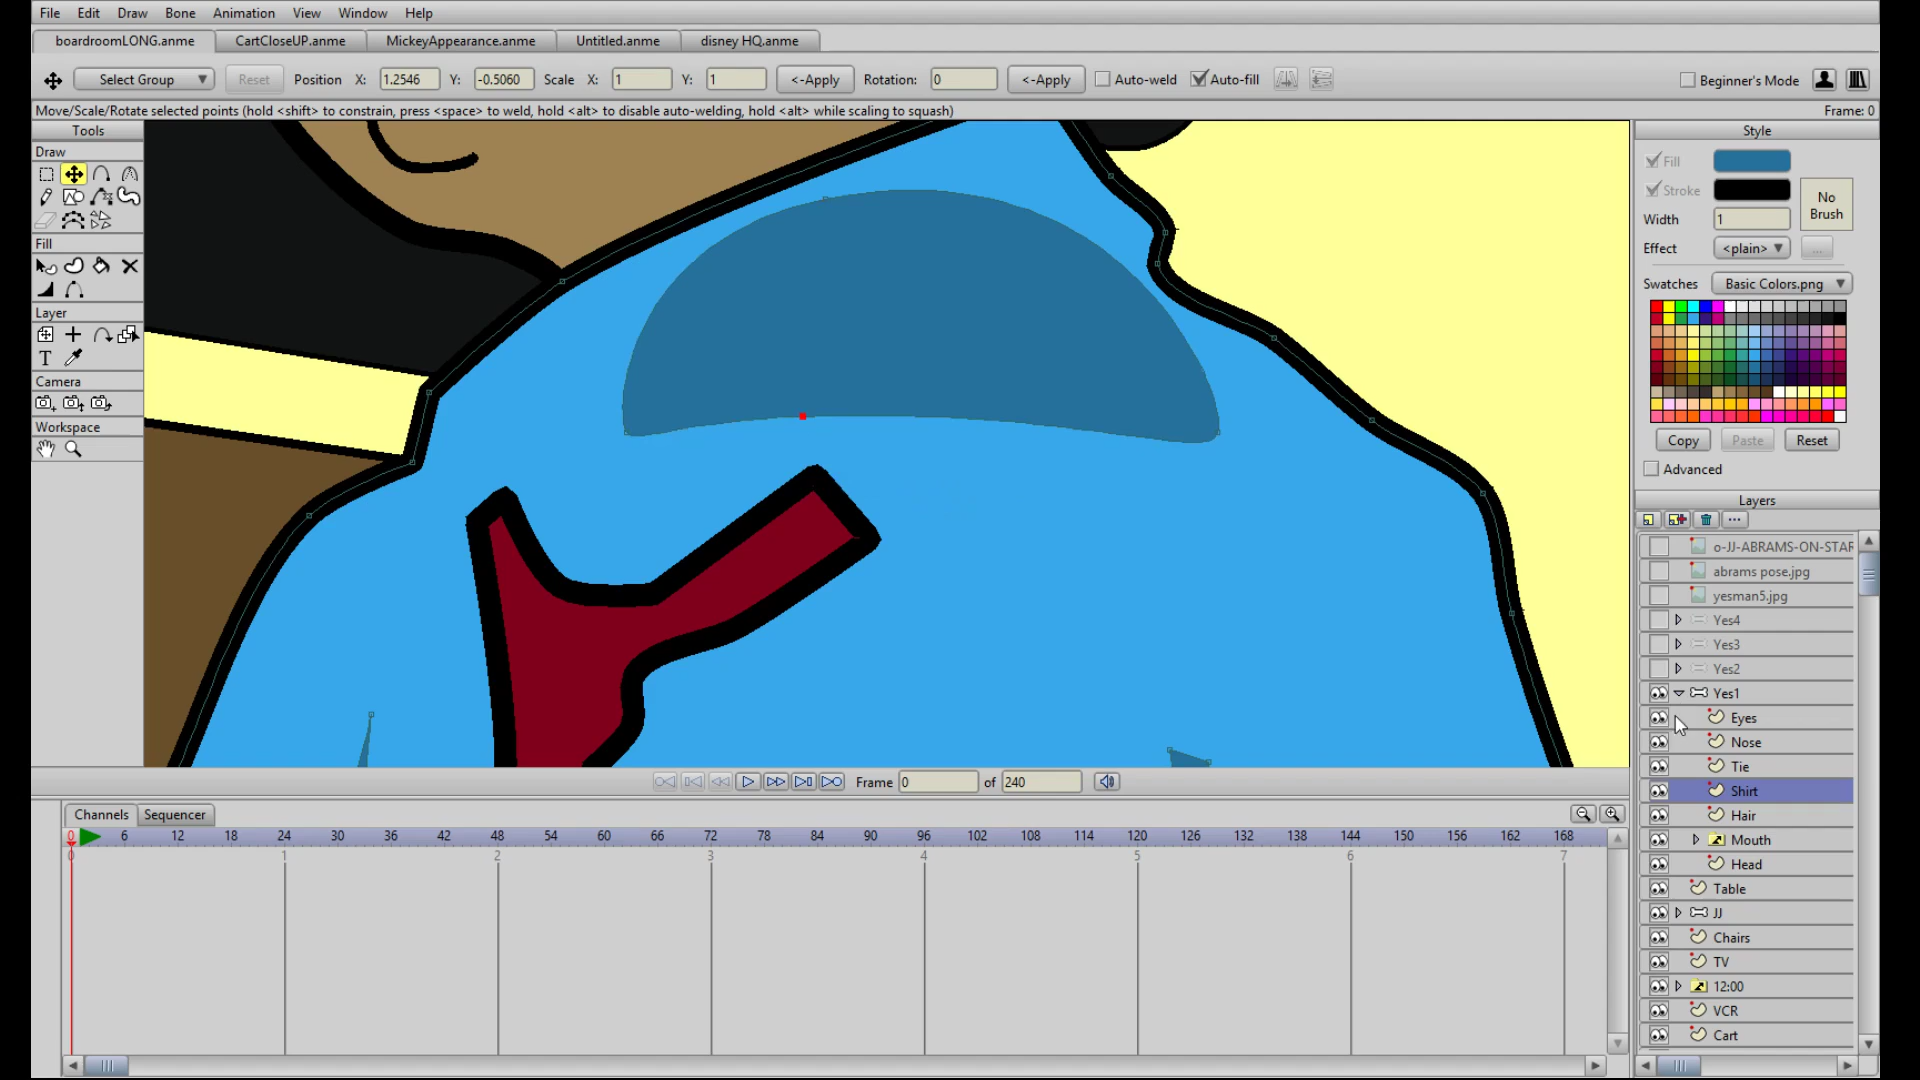 File Edit Draw Bone Animation View Window Help
boardroomLONG.anme CartCloseUP.anme MickeyAppearance.anme Untitled.anme disney HQ.anme
Select Group Reset Position X: 1.2546 Y: -0.5060 Scale X: 1 Y: 1 <-Apply Rotation: 0 <-Apply Auto-weld Auto-fill Beginner's Mode
Move/Scale/Rotate selected points (hold <shift> to constrain, press <space> to weld, hold <alt> to disable auto-welding, hold <alt> while scaling to squash) Frame: 0
Tools
Draw
Fill
Layer
T
Camera
Workspace
Style
Fill
Stroke
No Brush
Width 1
Effect <plain> ...
Swatches Basic Colors.png
Copy Paste Reset
Advanced
Layers
o-JJ-ABRAMS-ON-STAR
abrams pose.jpg
yesman5.jpg
Yes4
Yes3
Yes2
Yes1
Eyes
Nose
Tie
Shirt
Hair
Mouth
Head
Table
JJ
Chairs
TV
12:00
VCR
Cart
Frame 0 of 240
Channels Sequencer
0 6 12 18 24 30 36 42 48 54 60 66 72 78 84 90 96 102 108 114 120 126 132 138 144 150 156 162 168
0 1 2 3 4 5 6 7